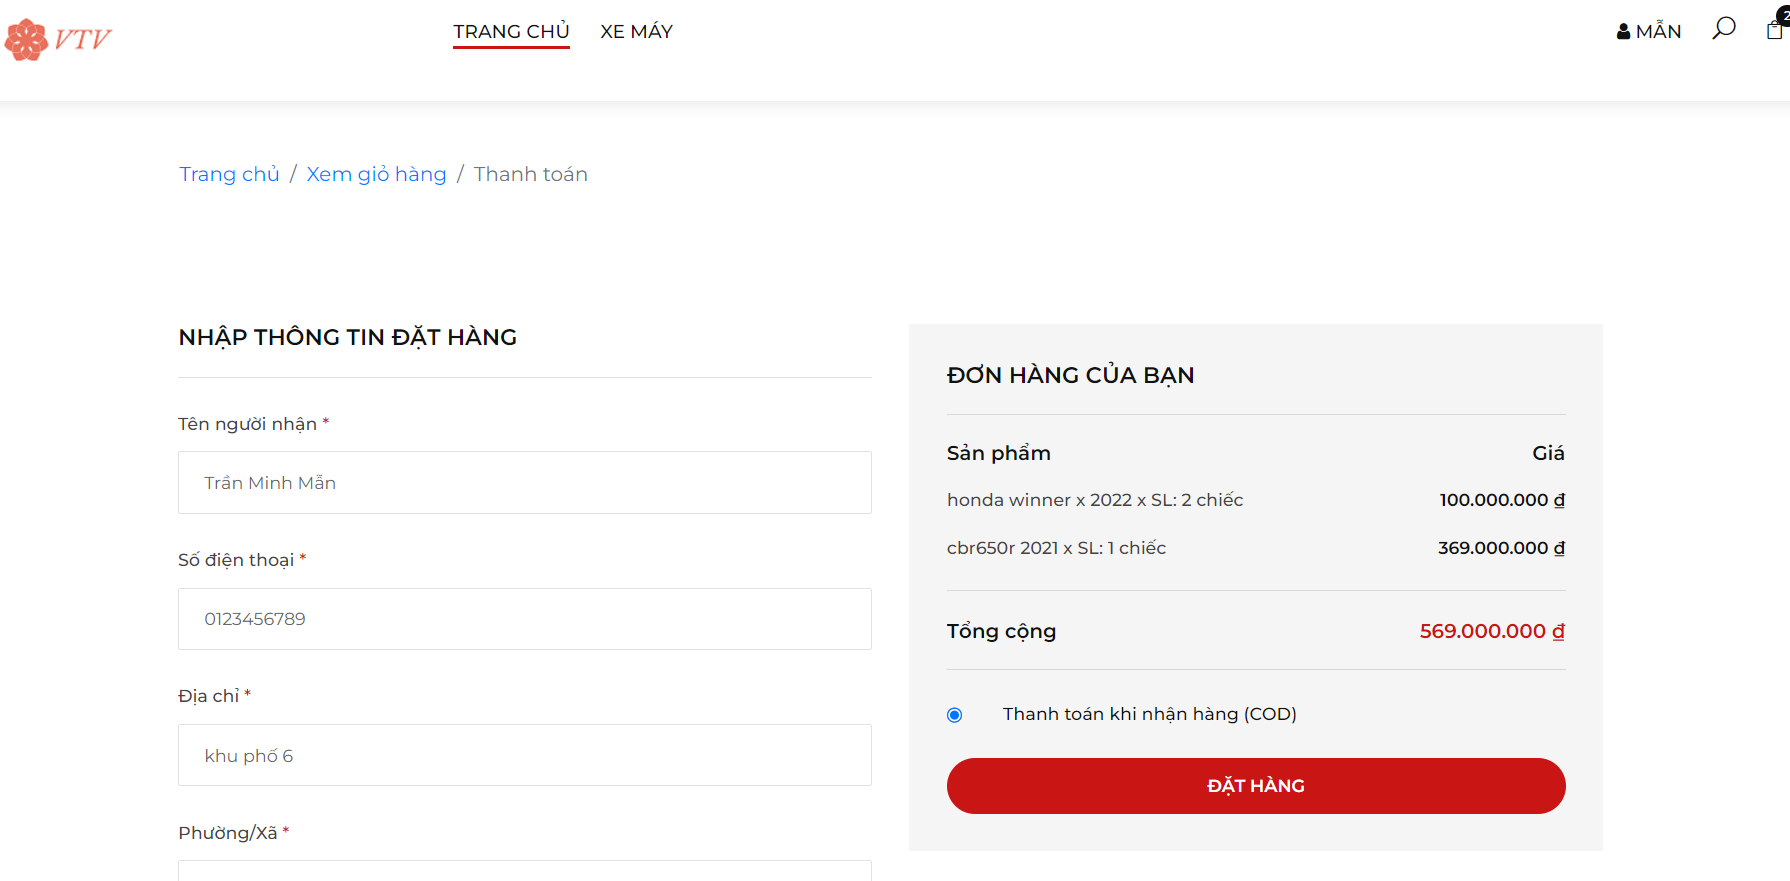 VTV
TRANG CHỦ
XE MÁY
MẪN
2
Trang chủ / Xem giỏ hàng / Thanh toán
NHẬP THÔNG TIN ĐẶT HÀNG
Tên người nhận *
Trần Minh Mẫn
Số điện thoại *
0123456789
Địa chỉ *
khu phố 6
Phường/Xã *
ĐƠN HÀNG CỦA BẠN
Sản phẩm Giá
honda winner x 2022 x SL: 2 chiếc 100.000.000 ₫
cbr650r 2021 x SL: 1 chiếc 369.000.000 ₫
Tổng cộng 569.000.000 ₫
Thanh toán khi nhận hàng (COD)
ĐẶT HÀNG